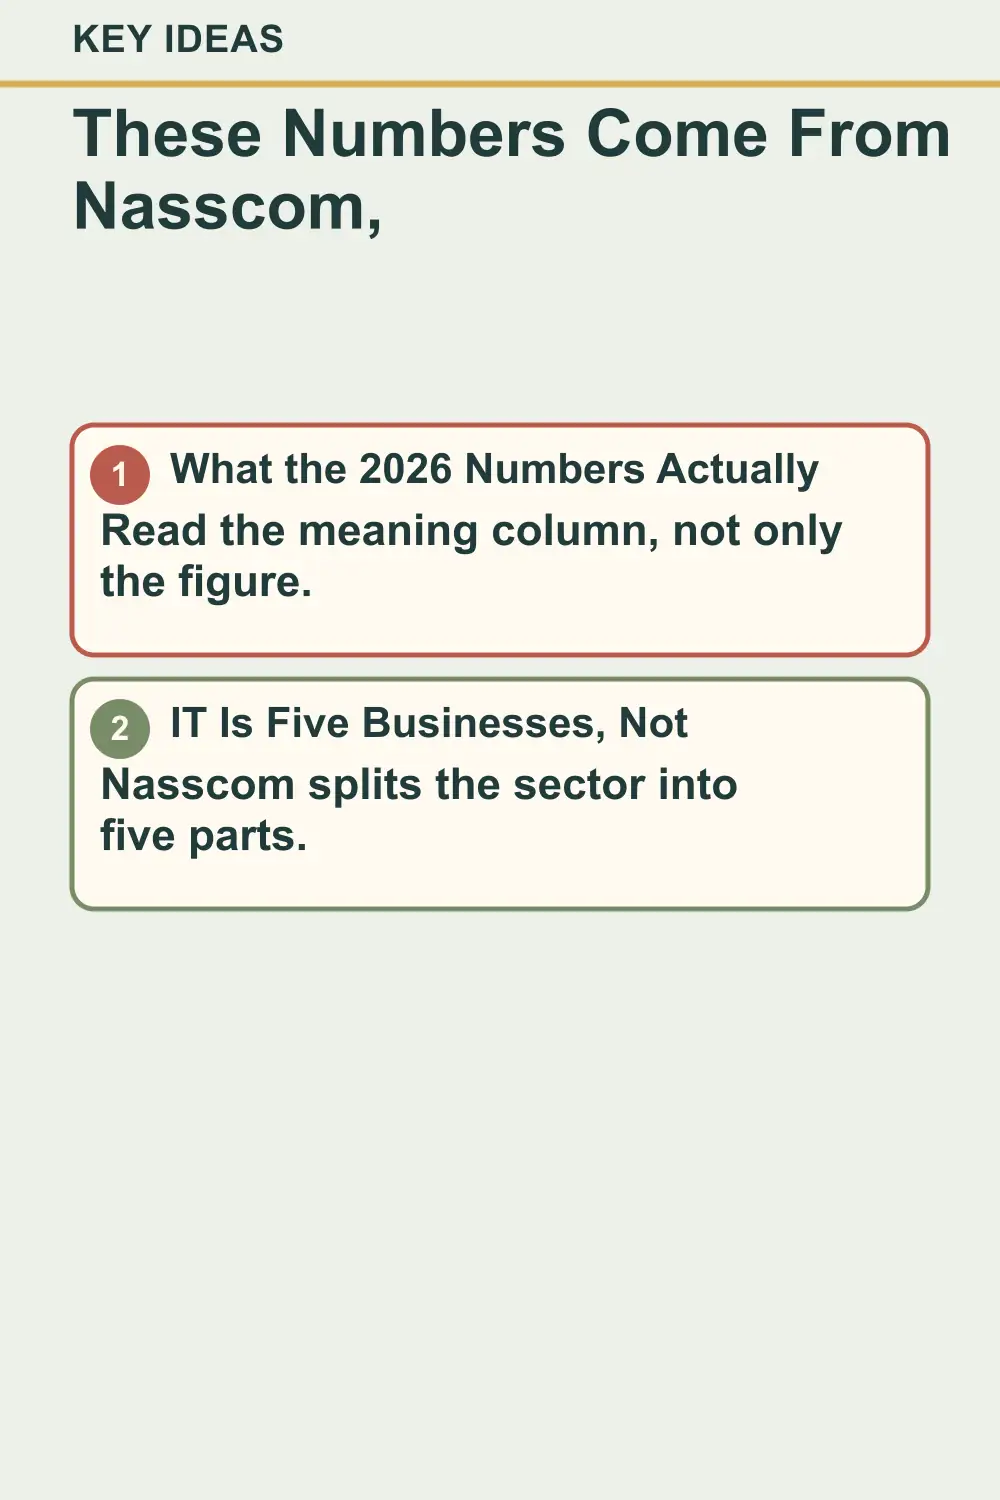 KEY IDEAS
These Numbers Come From
Nasscom,
1 What the 2026 Numbers Actually
Read the meaning column, not only
the figure.
2 IT Is Five Businesses, Not
Nasscom splits the sector into
five parts.